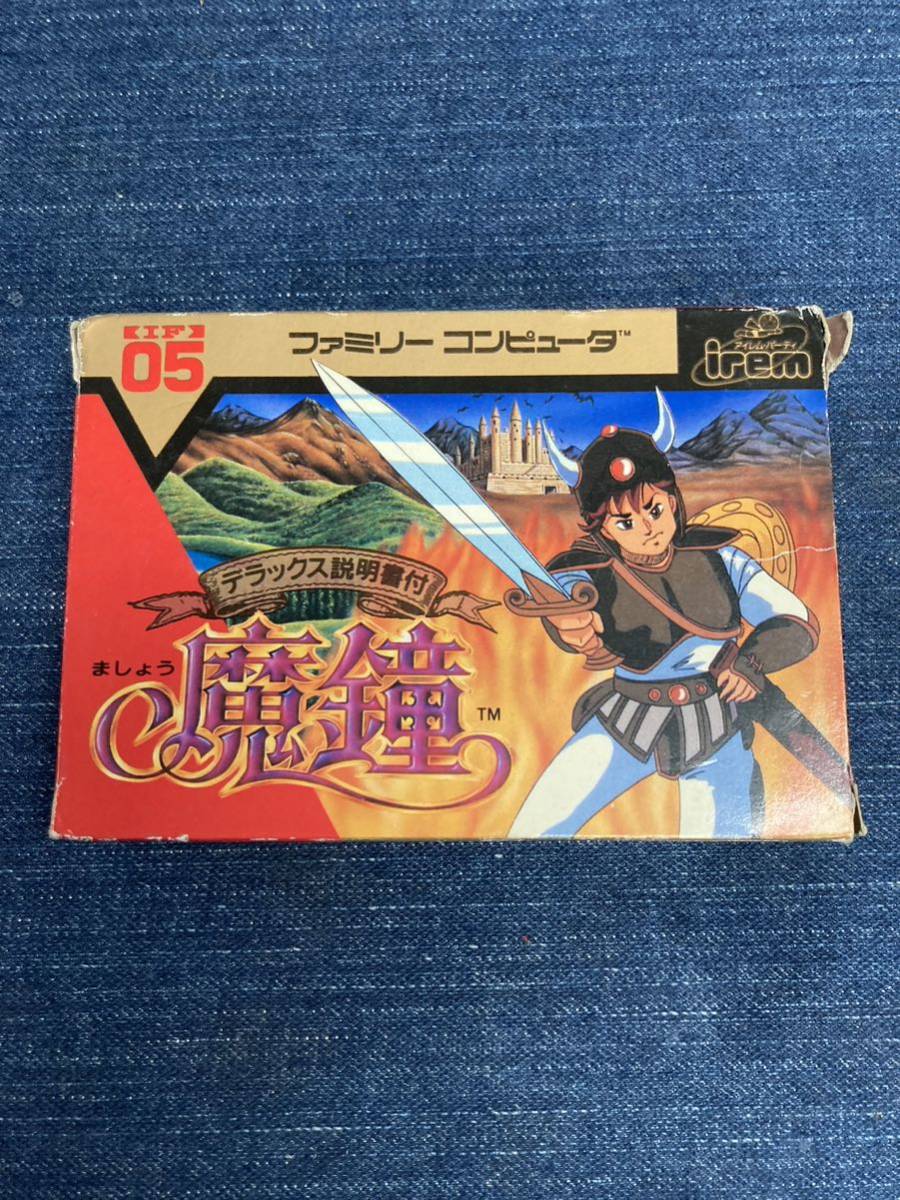 IF
05
ファミリー コンピュータ™
アイレム・パーティ
irem
デラックス説明書付
ましょう
魔鐘™